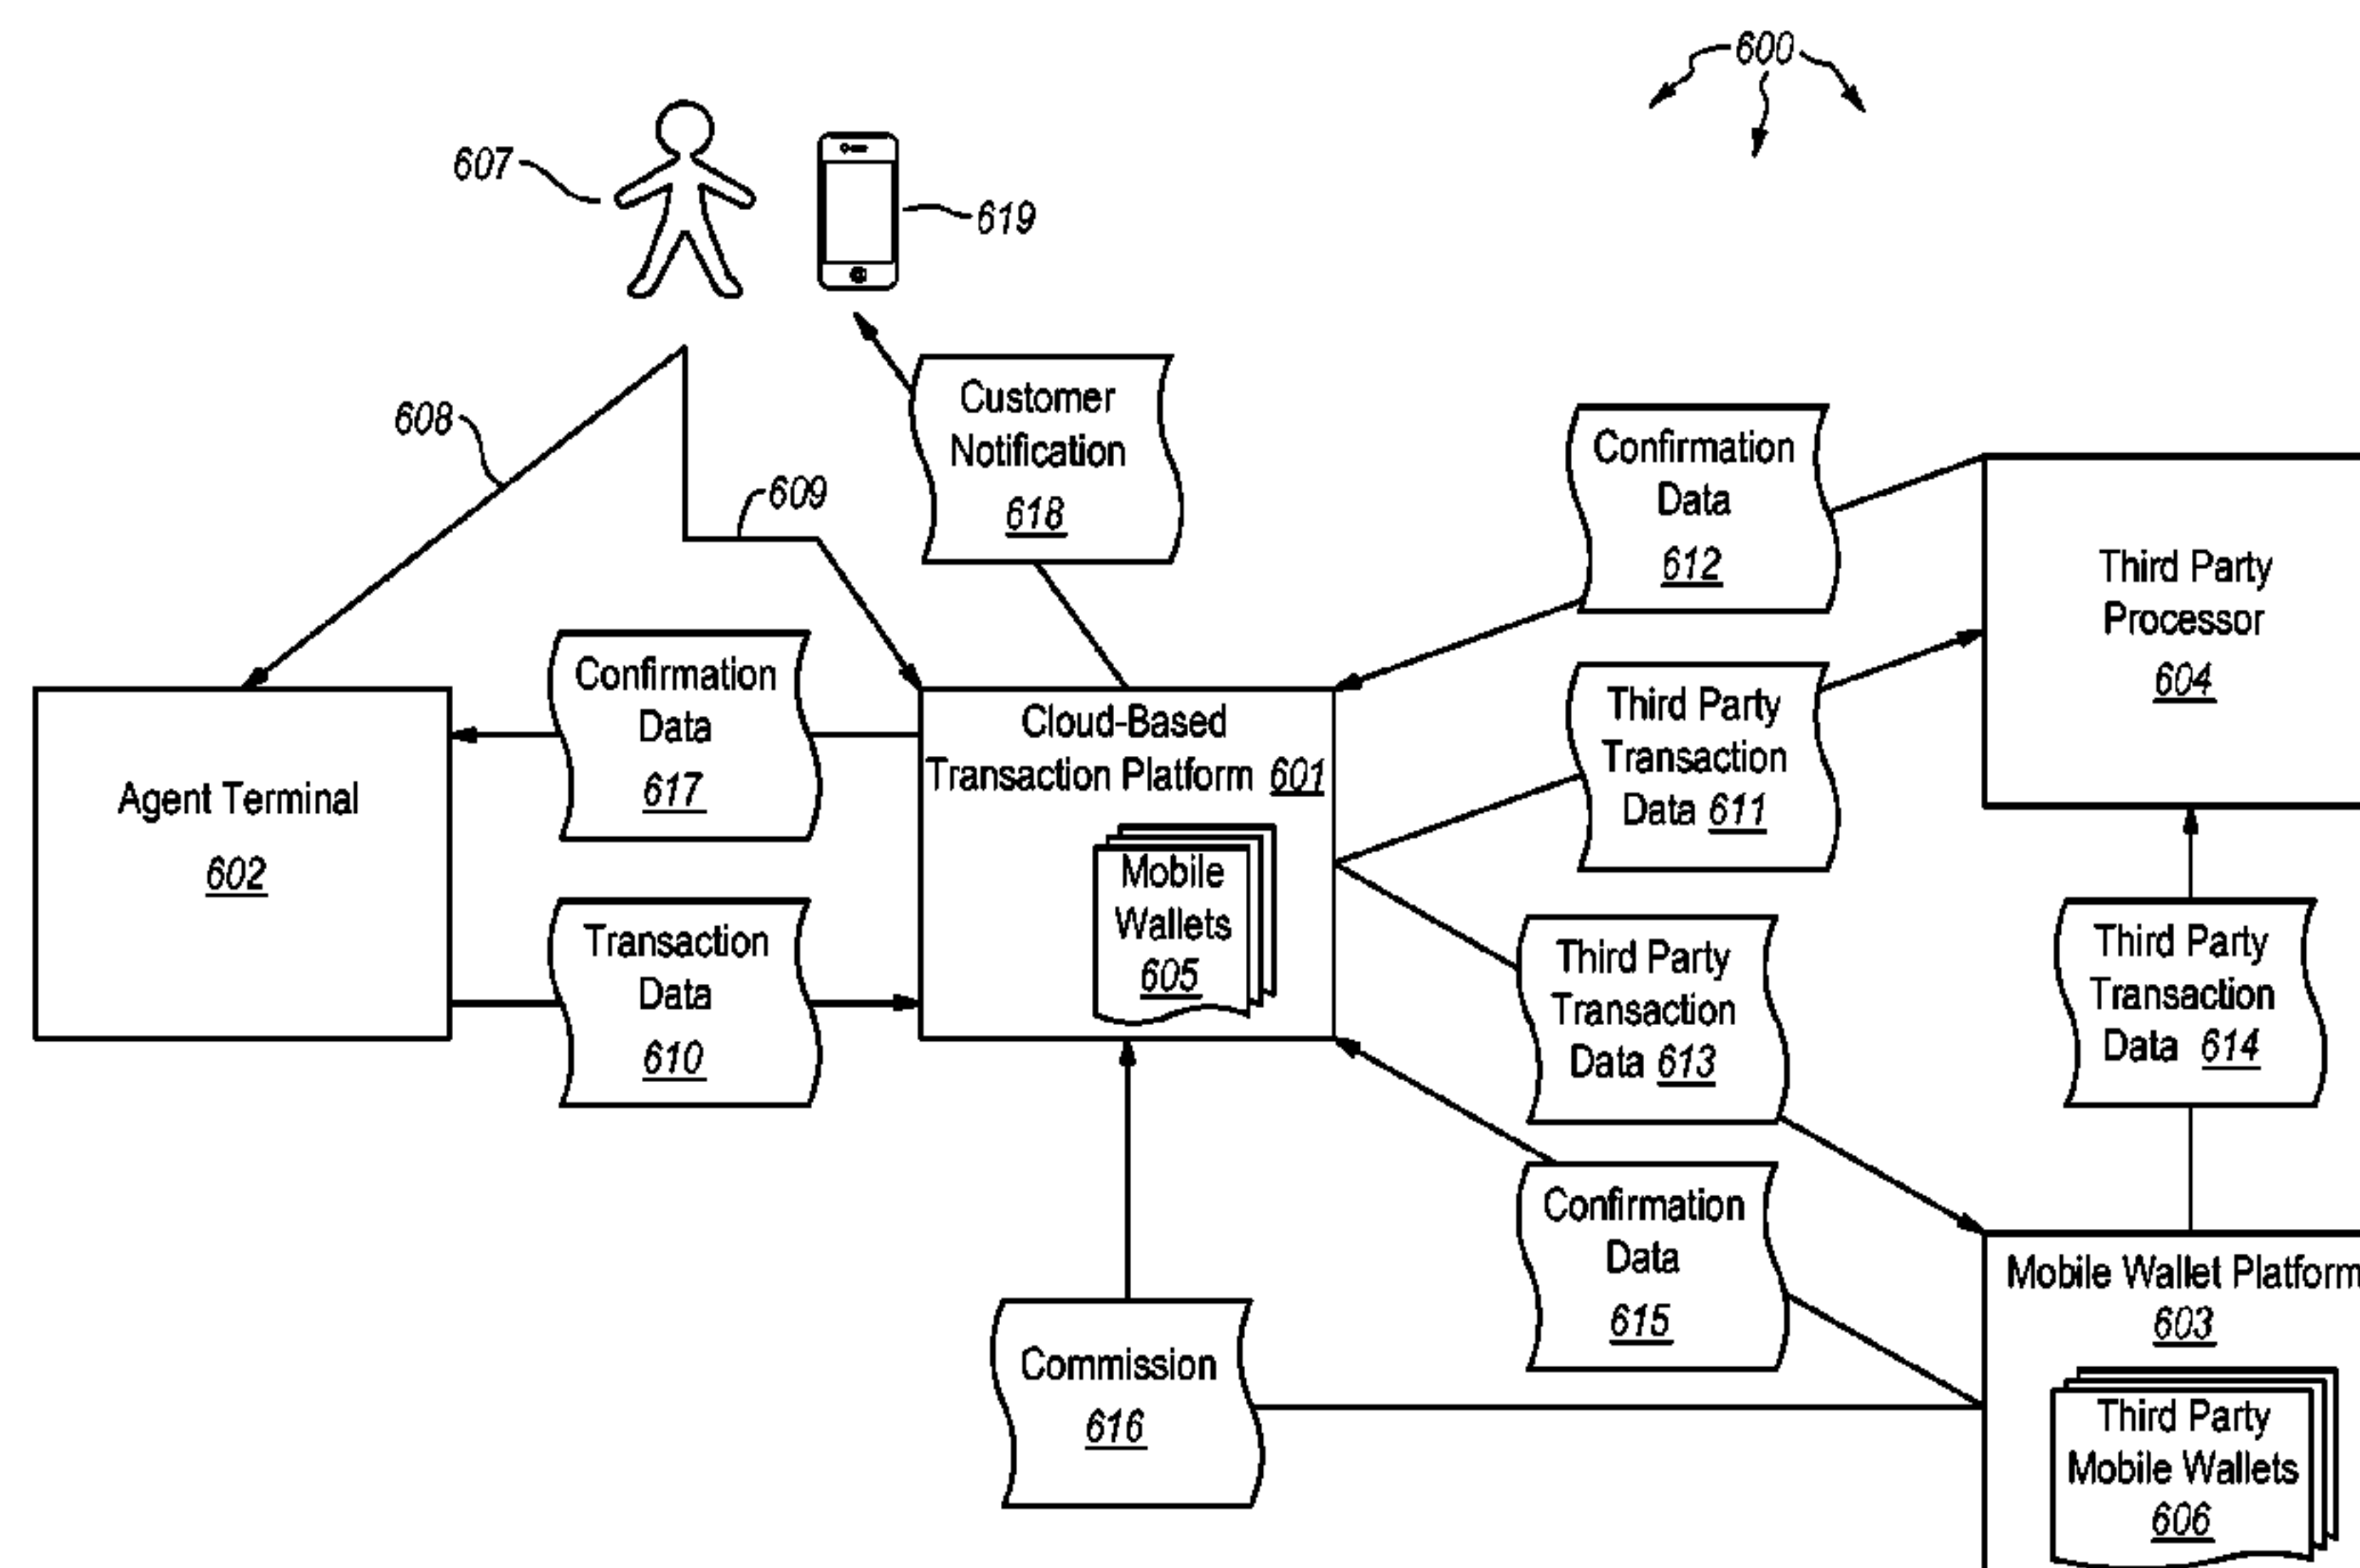 600
607
619
608
609
Customer
Notification
618
Confirmation
Data
612
Third Party
Processor
604
Confirmation
Data
617
Cloud-Based
Transaction Platform 601
Third Party
Transaction
Data 611
Agent Terminal
602
Mobile
Wallets
605
Transaction
Data
610
Third Party
Transaction
Data 613
Third Party
Transaction
Data 614
Confirmation
Data
615
Mobile Wallet Platform
603
Commission
616
Third Party
Mobile Wallets
606